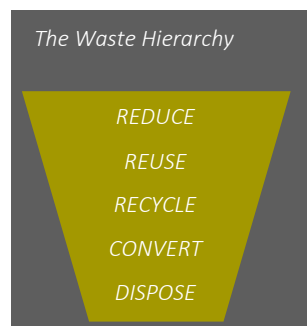 The Waste Hierarchy
REDUCE
REUSE
RECYCLE
CONVERT
DISPOSE